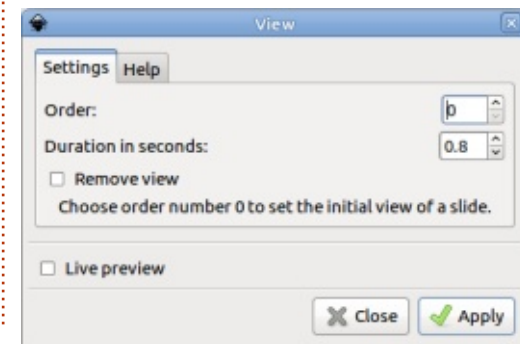 View
Settings Help
Order: 0
Duration in seconds: 0.8
Remove view
Choose order number 0 to set the initial view of a slide.
Live preview
Close Apply